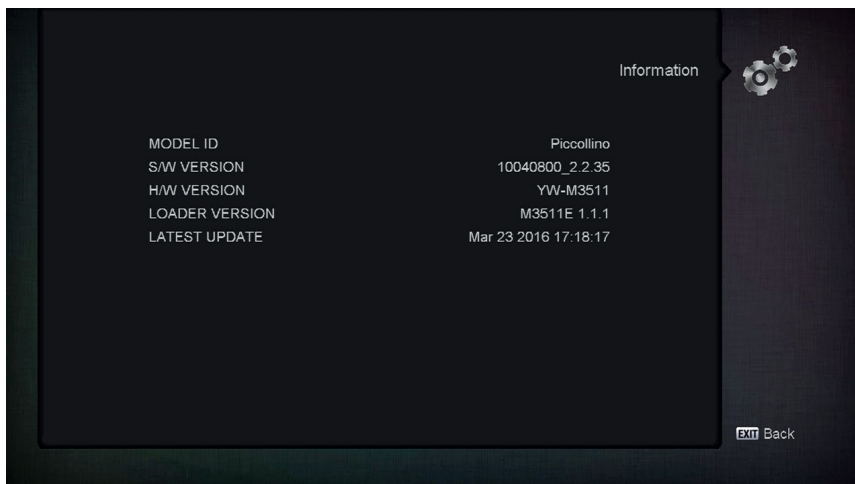 Information
MODEL ID Piccollino
S/W VERSION 10040800_2.2.35
H/W VERSION YW-M3511
LOADER VERSION M3511E 1.1.1
LATEST UPDATE Mar 23 2016 17:18:17
EXIT Back